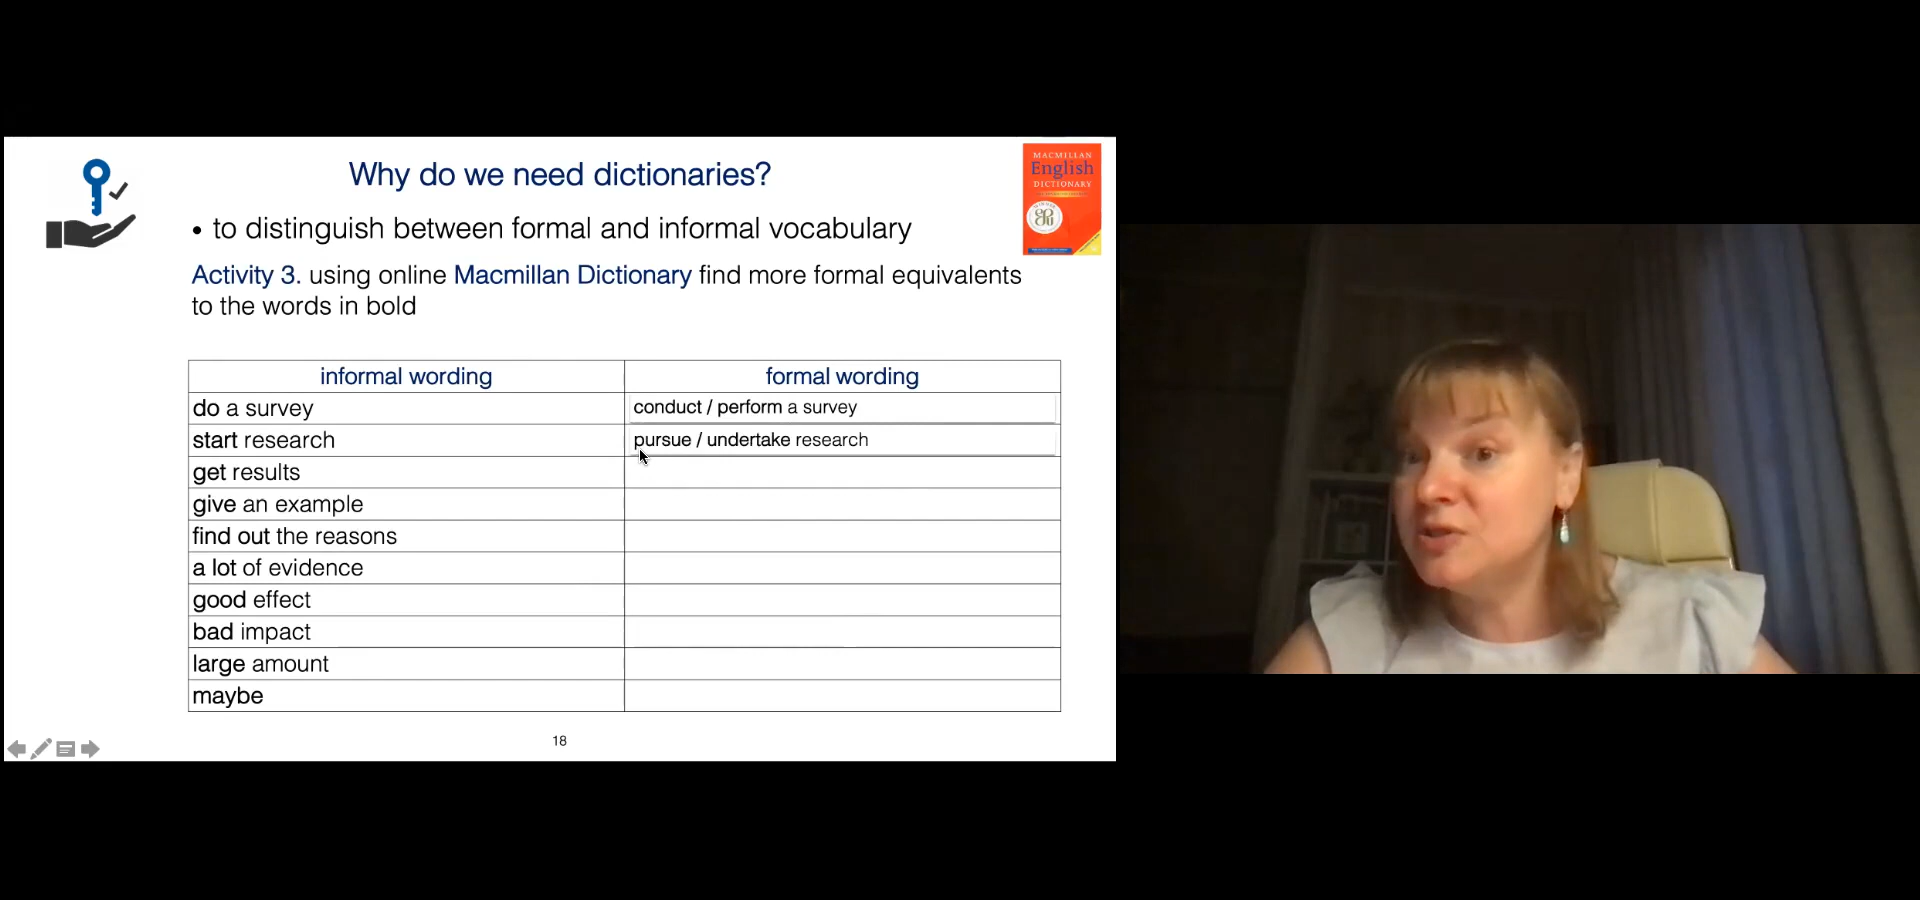 Why do we need dictionaries?
MACMILLAN
English
DICTIONARY
• to distinguish between formal and informal vocabulary
Activity 3. using online Macmillan Dictionary find more formal equivalents
to the words in bold
informal wording
formal wording
do a survey
conduct / perform a survey
start research
pursue / undertake research
get results
give an example
find out the reasons
a lot of evidence
good effect
bad impact
large amount
maybe
18